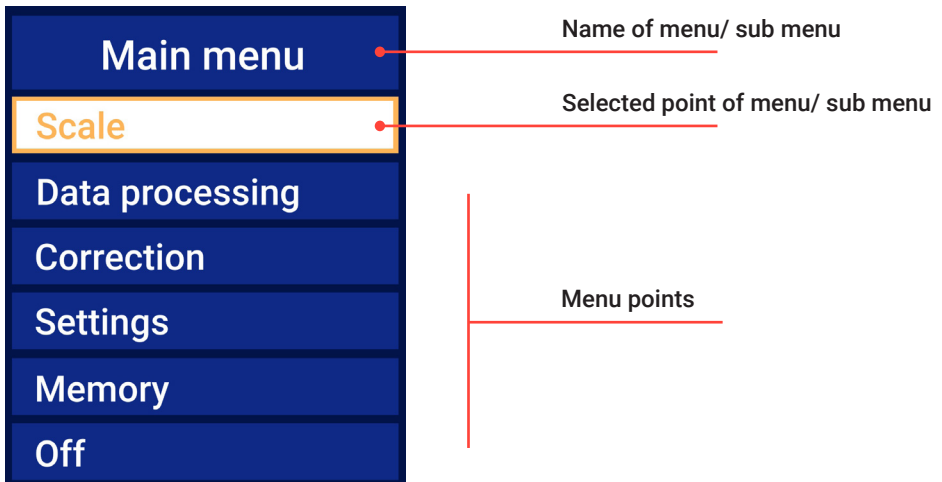 Main menu
Name of menu/ sub menu
Scale
Selected point of menu/ sub menu
Data processing
Correction
Settings
Menu points
Memory
Off